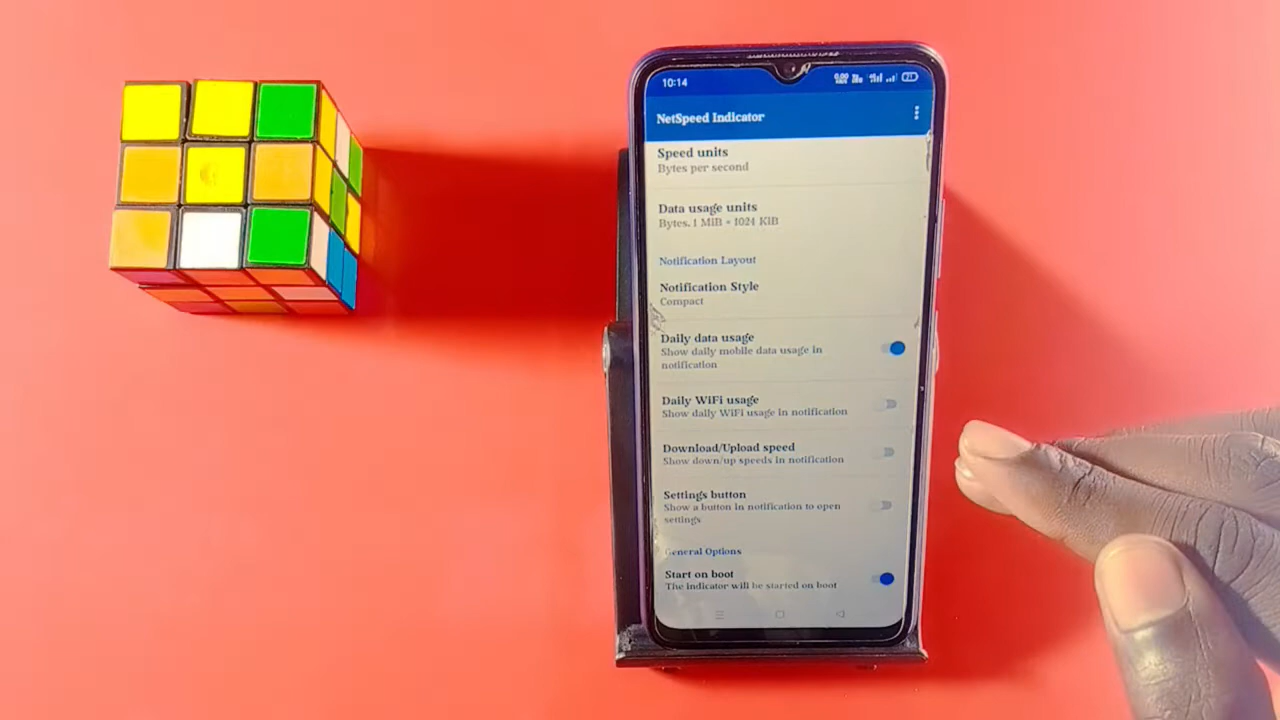 10:14
NetSpeed Indicator
Speed units
Bytes per second
Data usage units
Bytes. 1 MiB = 1024 KiB
Notification Layout
Notification Style
Compact
Daily data usage
Show daily mobile data usage in
notification
Daily WiFi usage
Show daily WiFi usage in notification
Download/Upload speed
Show down/up speeds in notification
Settings button
Show a button in notification to open
settings
General Options
Start on boot
The indicator will be started on boot